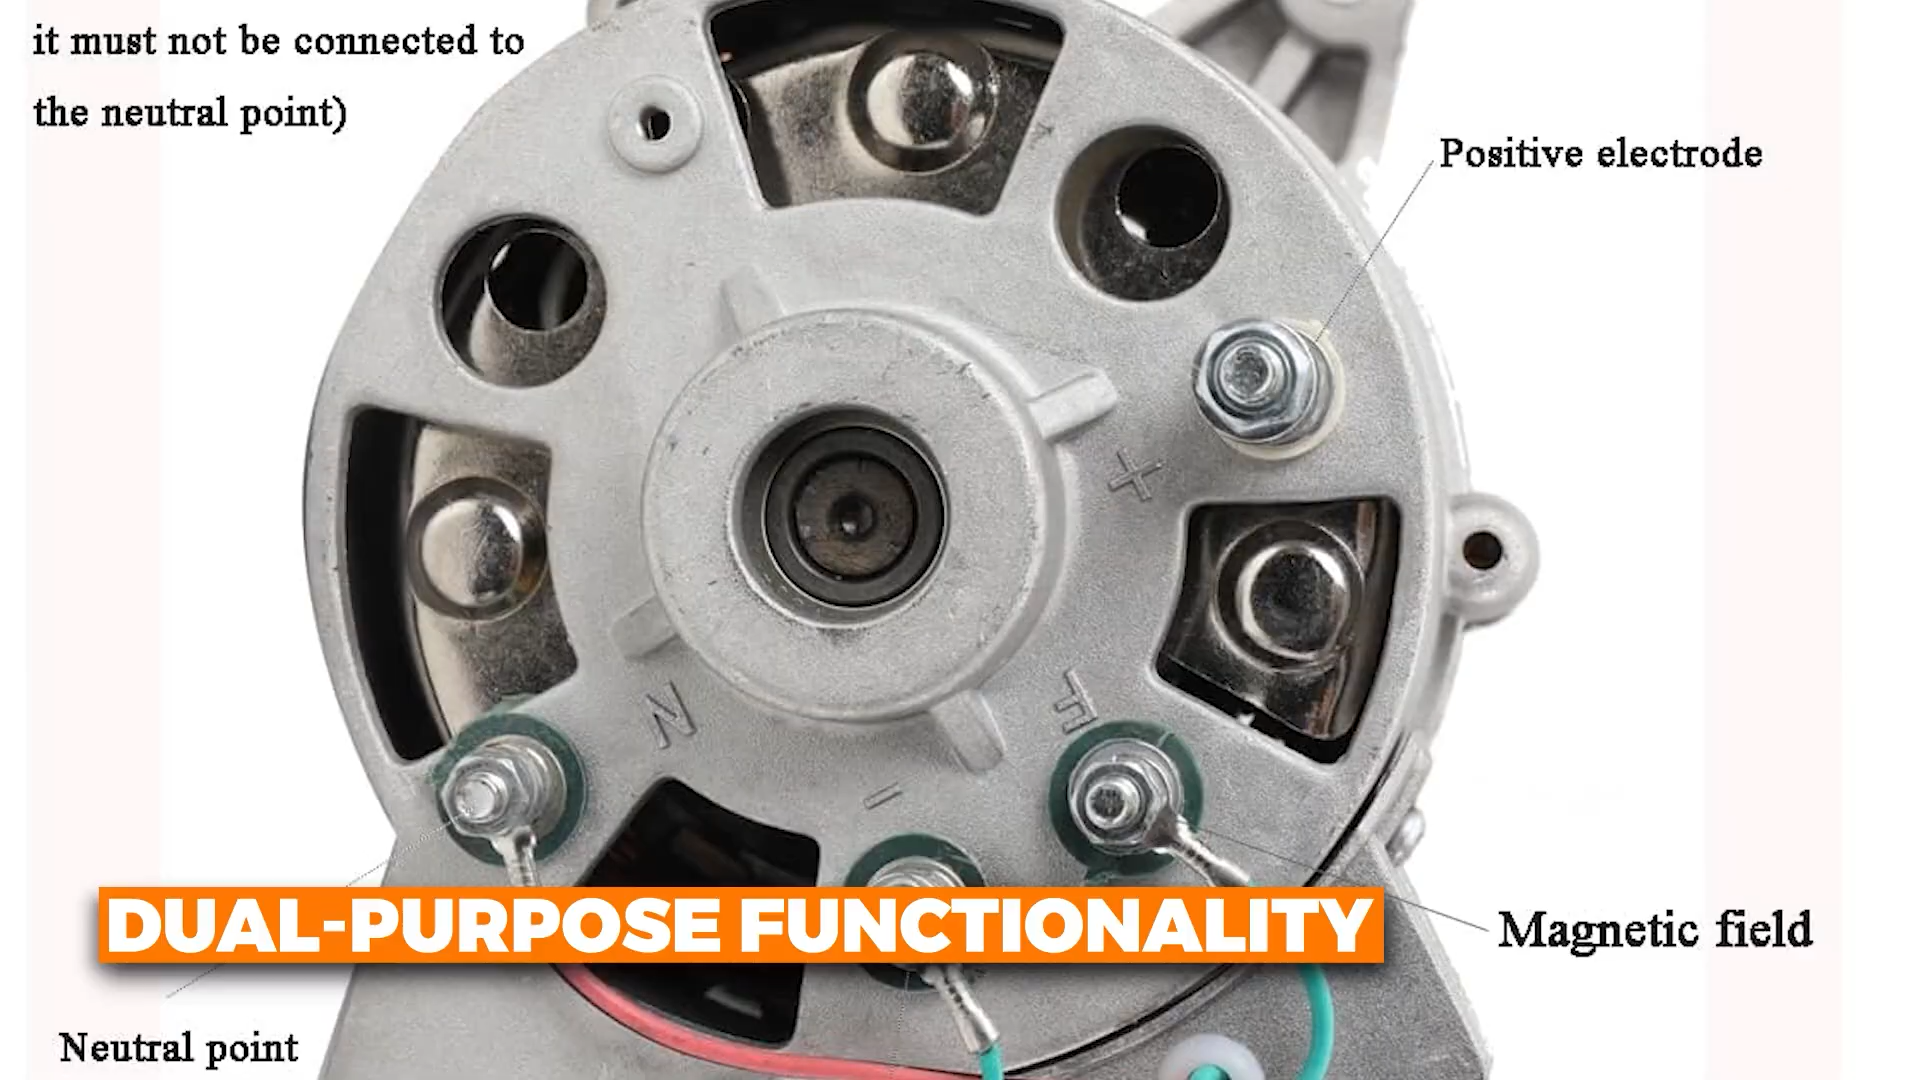 it must not be connected to
the neutral point)
Positive electrode
+
N
F
-
DUAL-PURPOSE FUNCTIONALITY
Magnetic field
Neutral point